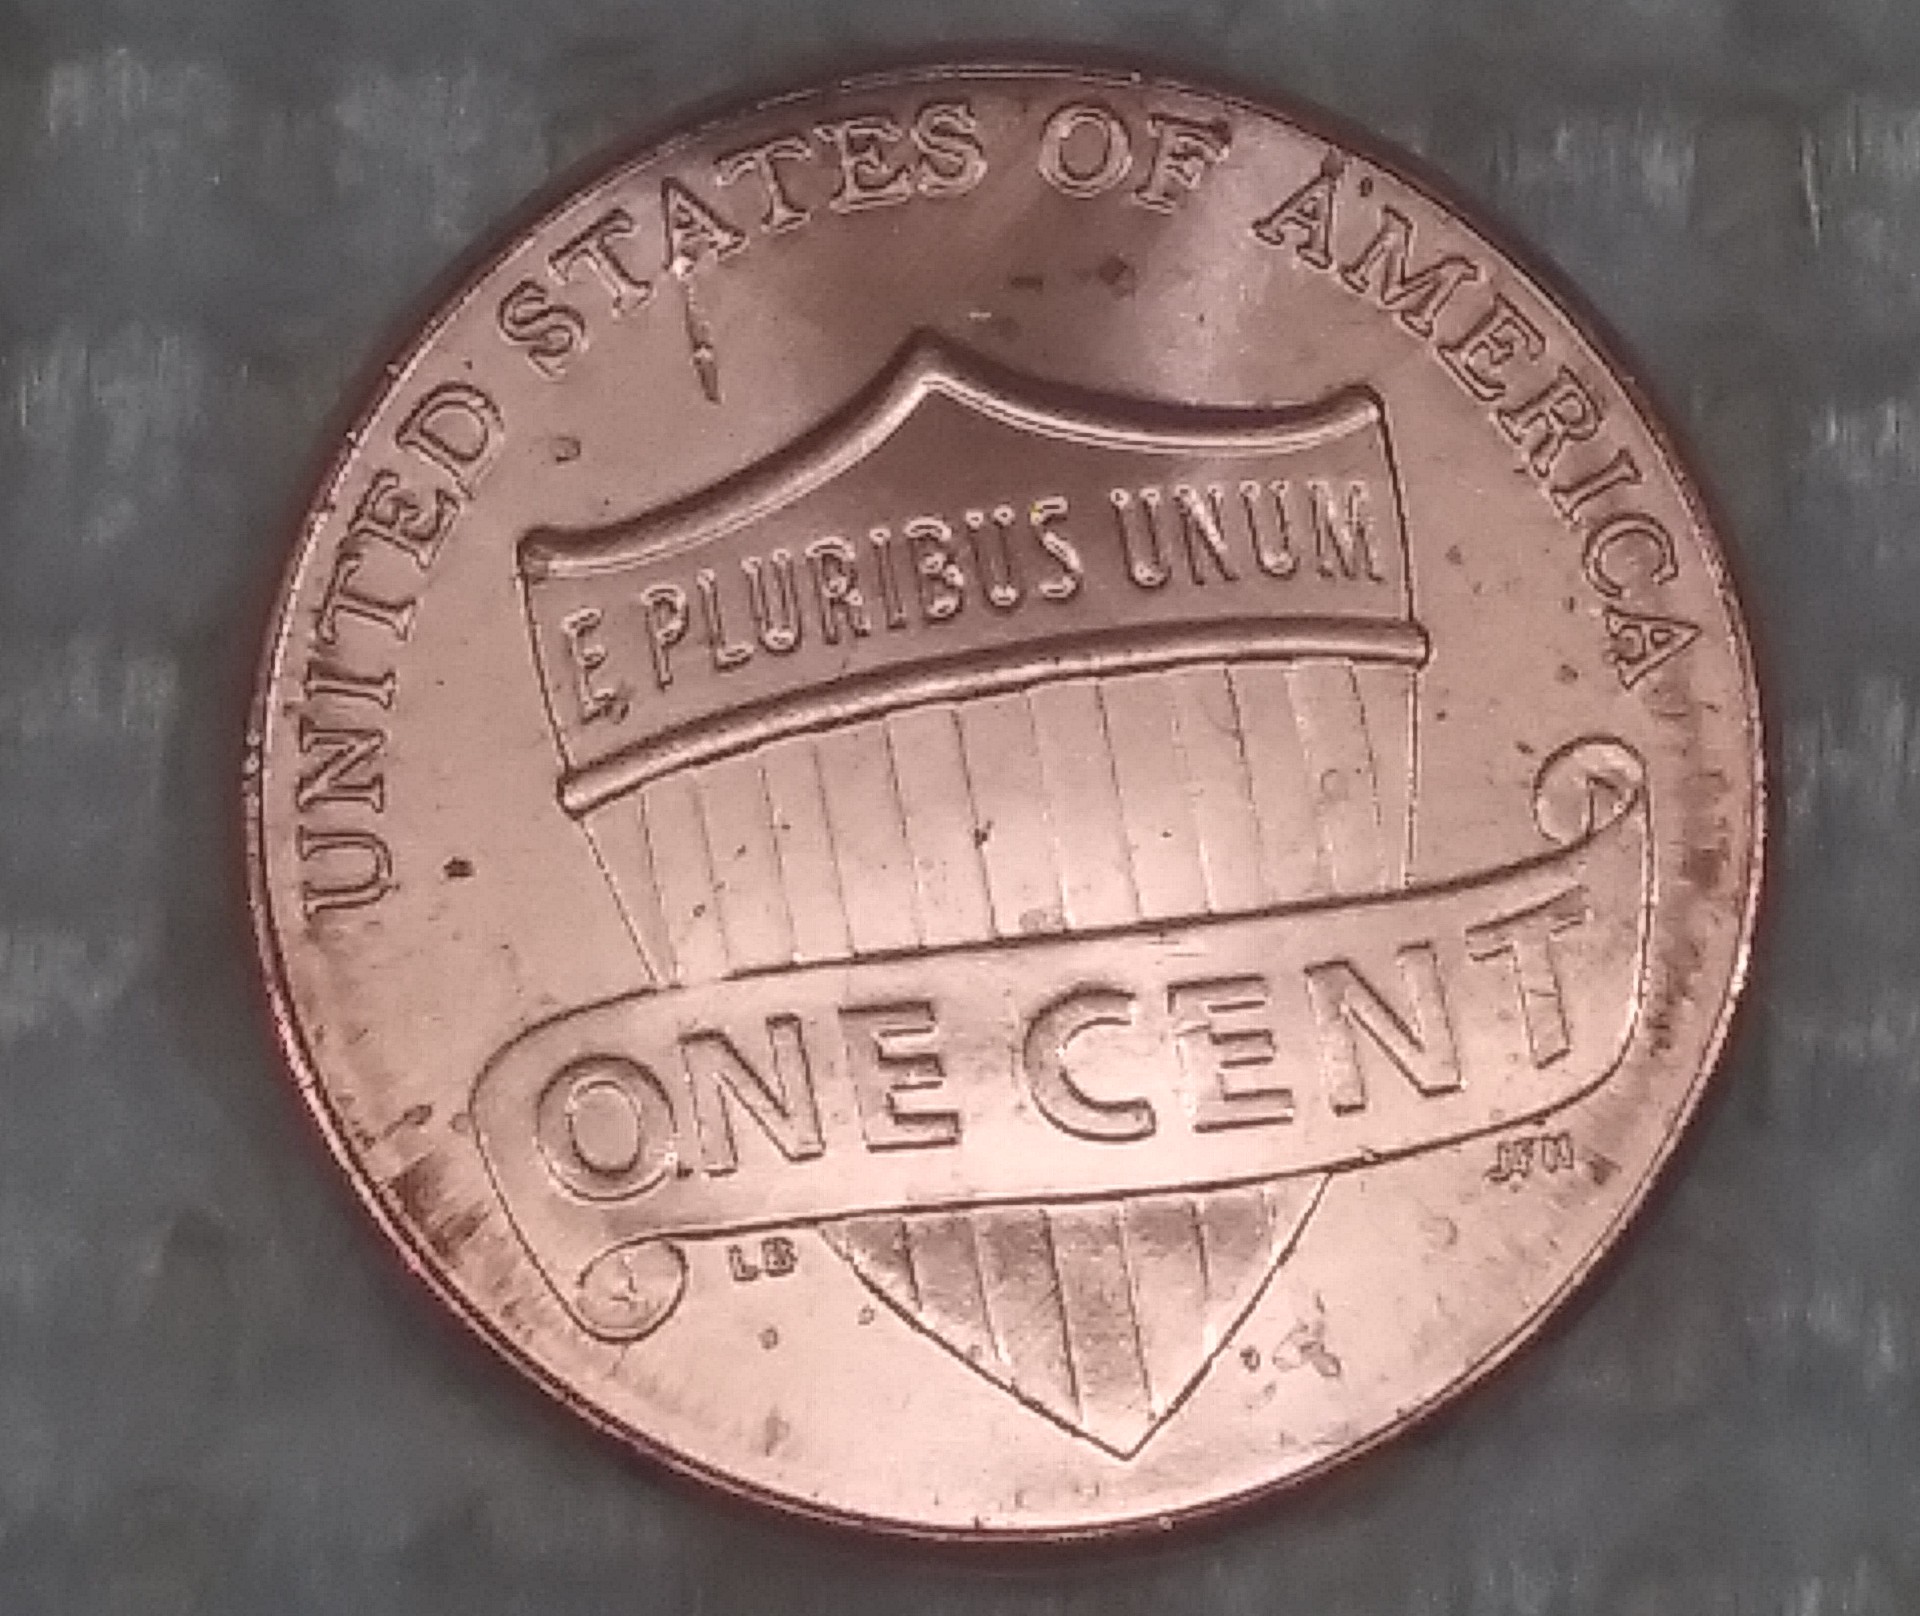 UNITED STATES OF AMERICA
E PLURIBUS UNUM
ONE CENT
LB
JFM